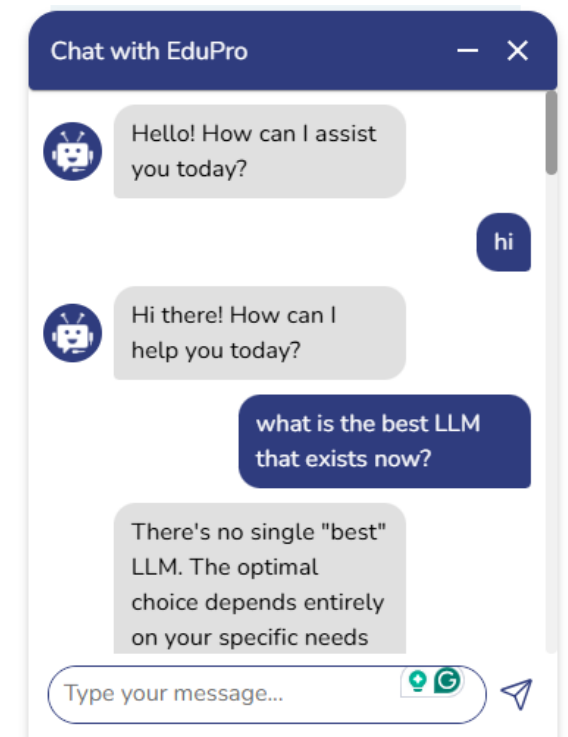 Chat with EduPro
Hello! How can I assist
you today?
hi
Hi there! How can I
help you today?
what is the best LLM
that exists now?
There's no single "best"
LLM. The optimal
choice depends entirely
on your specific needs
Type your message...